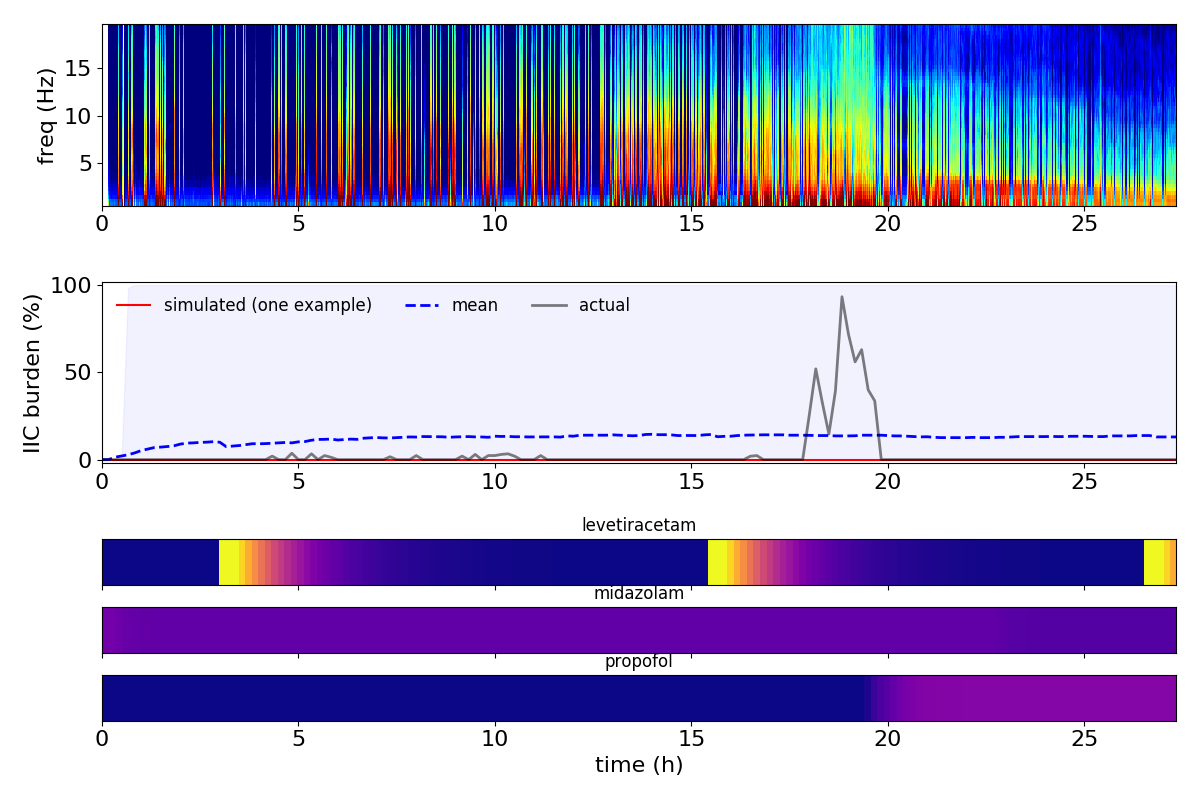 freq (Hz)
15
10
5
0 5 10 15 20 25
IIC burden (%)
100
50
0
simulated (one example) mean actual
0 5 10 15 20 25
levetiracetam
midazolam
propofol
0 5 10 15 20 25
time (h)